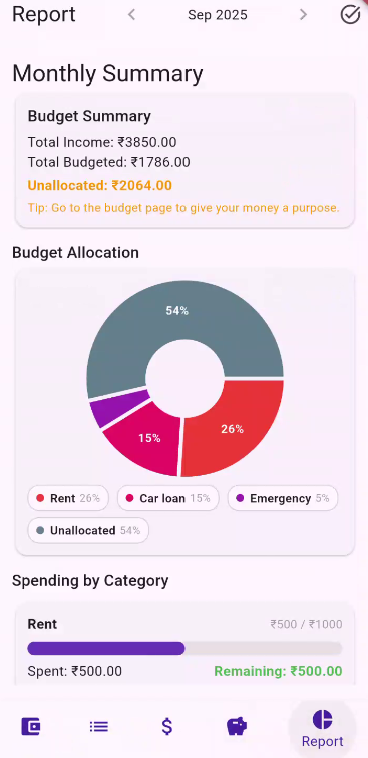 Report
Sep 2025
Monthly Summary
Budget Summary
Total Income: ₹3850.00
Total Budgeted: ₹1786.00
Unallocated: ₹2064.00
Tip: Go to the budget page to give your money a purpose.
Budget Allocation
54%
15%
26%
Rent 26%
Car loan 15%
Emergency 5%
Unallocated 54%
Spending by Category
Rent ₹500 / ₹1000
Spent: ₹500.00 Remaining: ₹500.00
Report